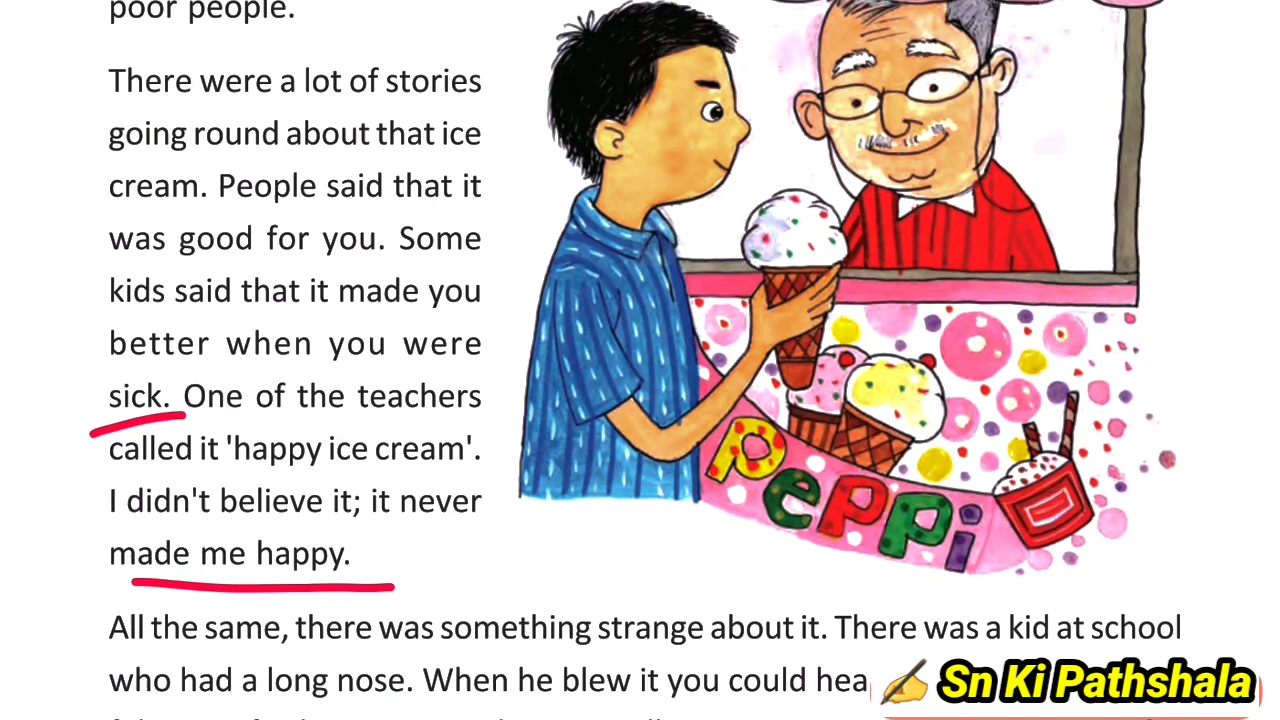 poor people.
There were a lot of stories
going round about that ice
cream. People said that it
was good for you. Some
kids said that it made you
better when you were
sick. One of the teachers
called it 'happy ice cream'.
I didn't believe it; it never
made me happy.
peppi
All the same, there was something strange about it. There was a kid at school
who had a long nose. When he blew it you could
Sn Ki Pathshala